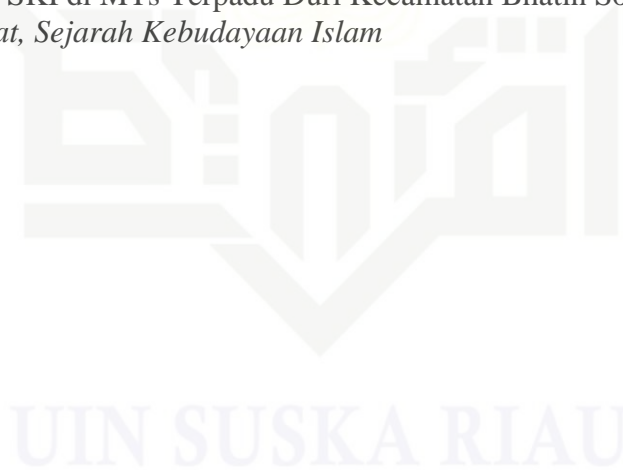 SKI di MTs Terpadu Duri Kecamatan Bhatin
at, Sejarah Kebudayaan Islam
UIN SUSKA RIAU